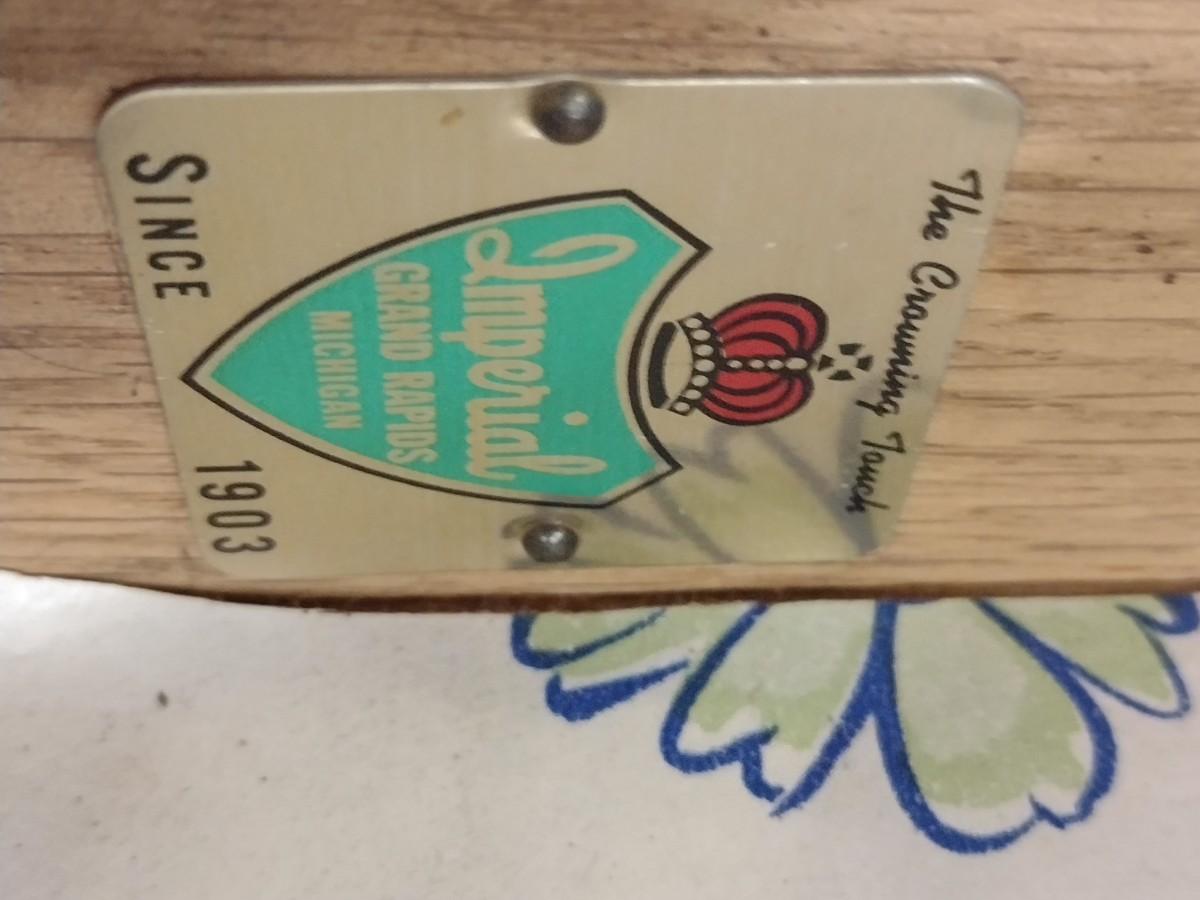 The Crowning Touch
Imperial
GRAND RAPIDS
MICHIGAN
SINCE 1903